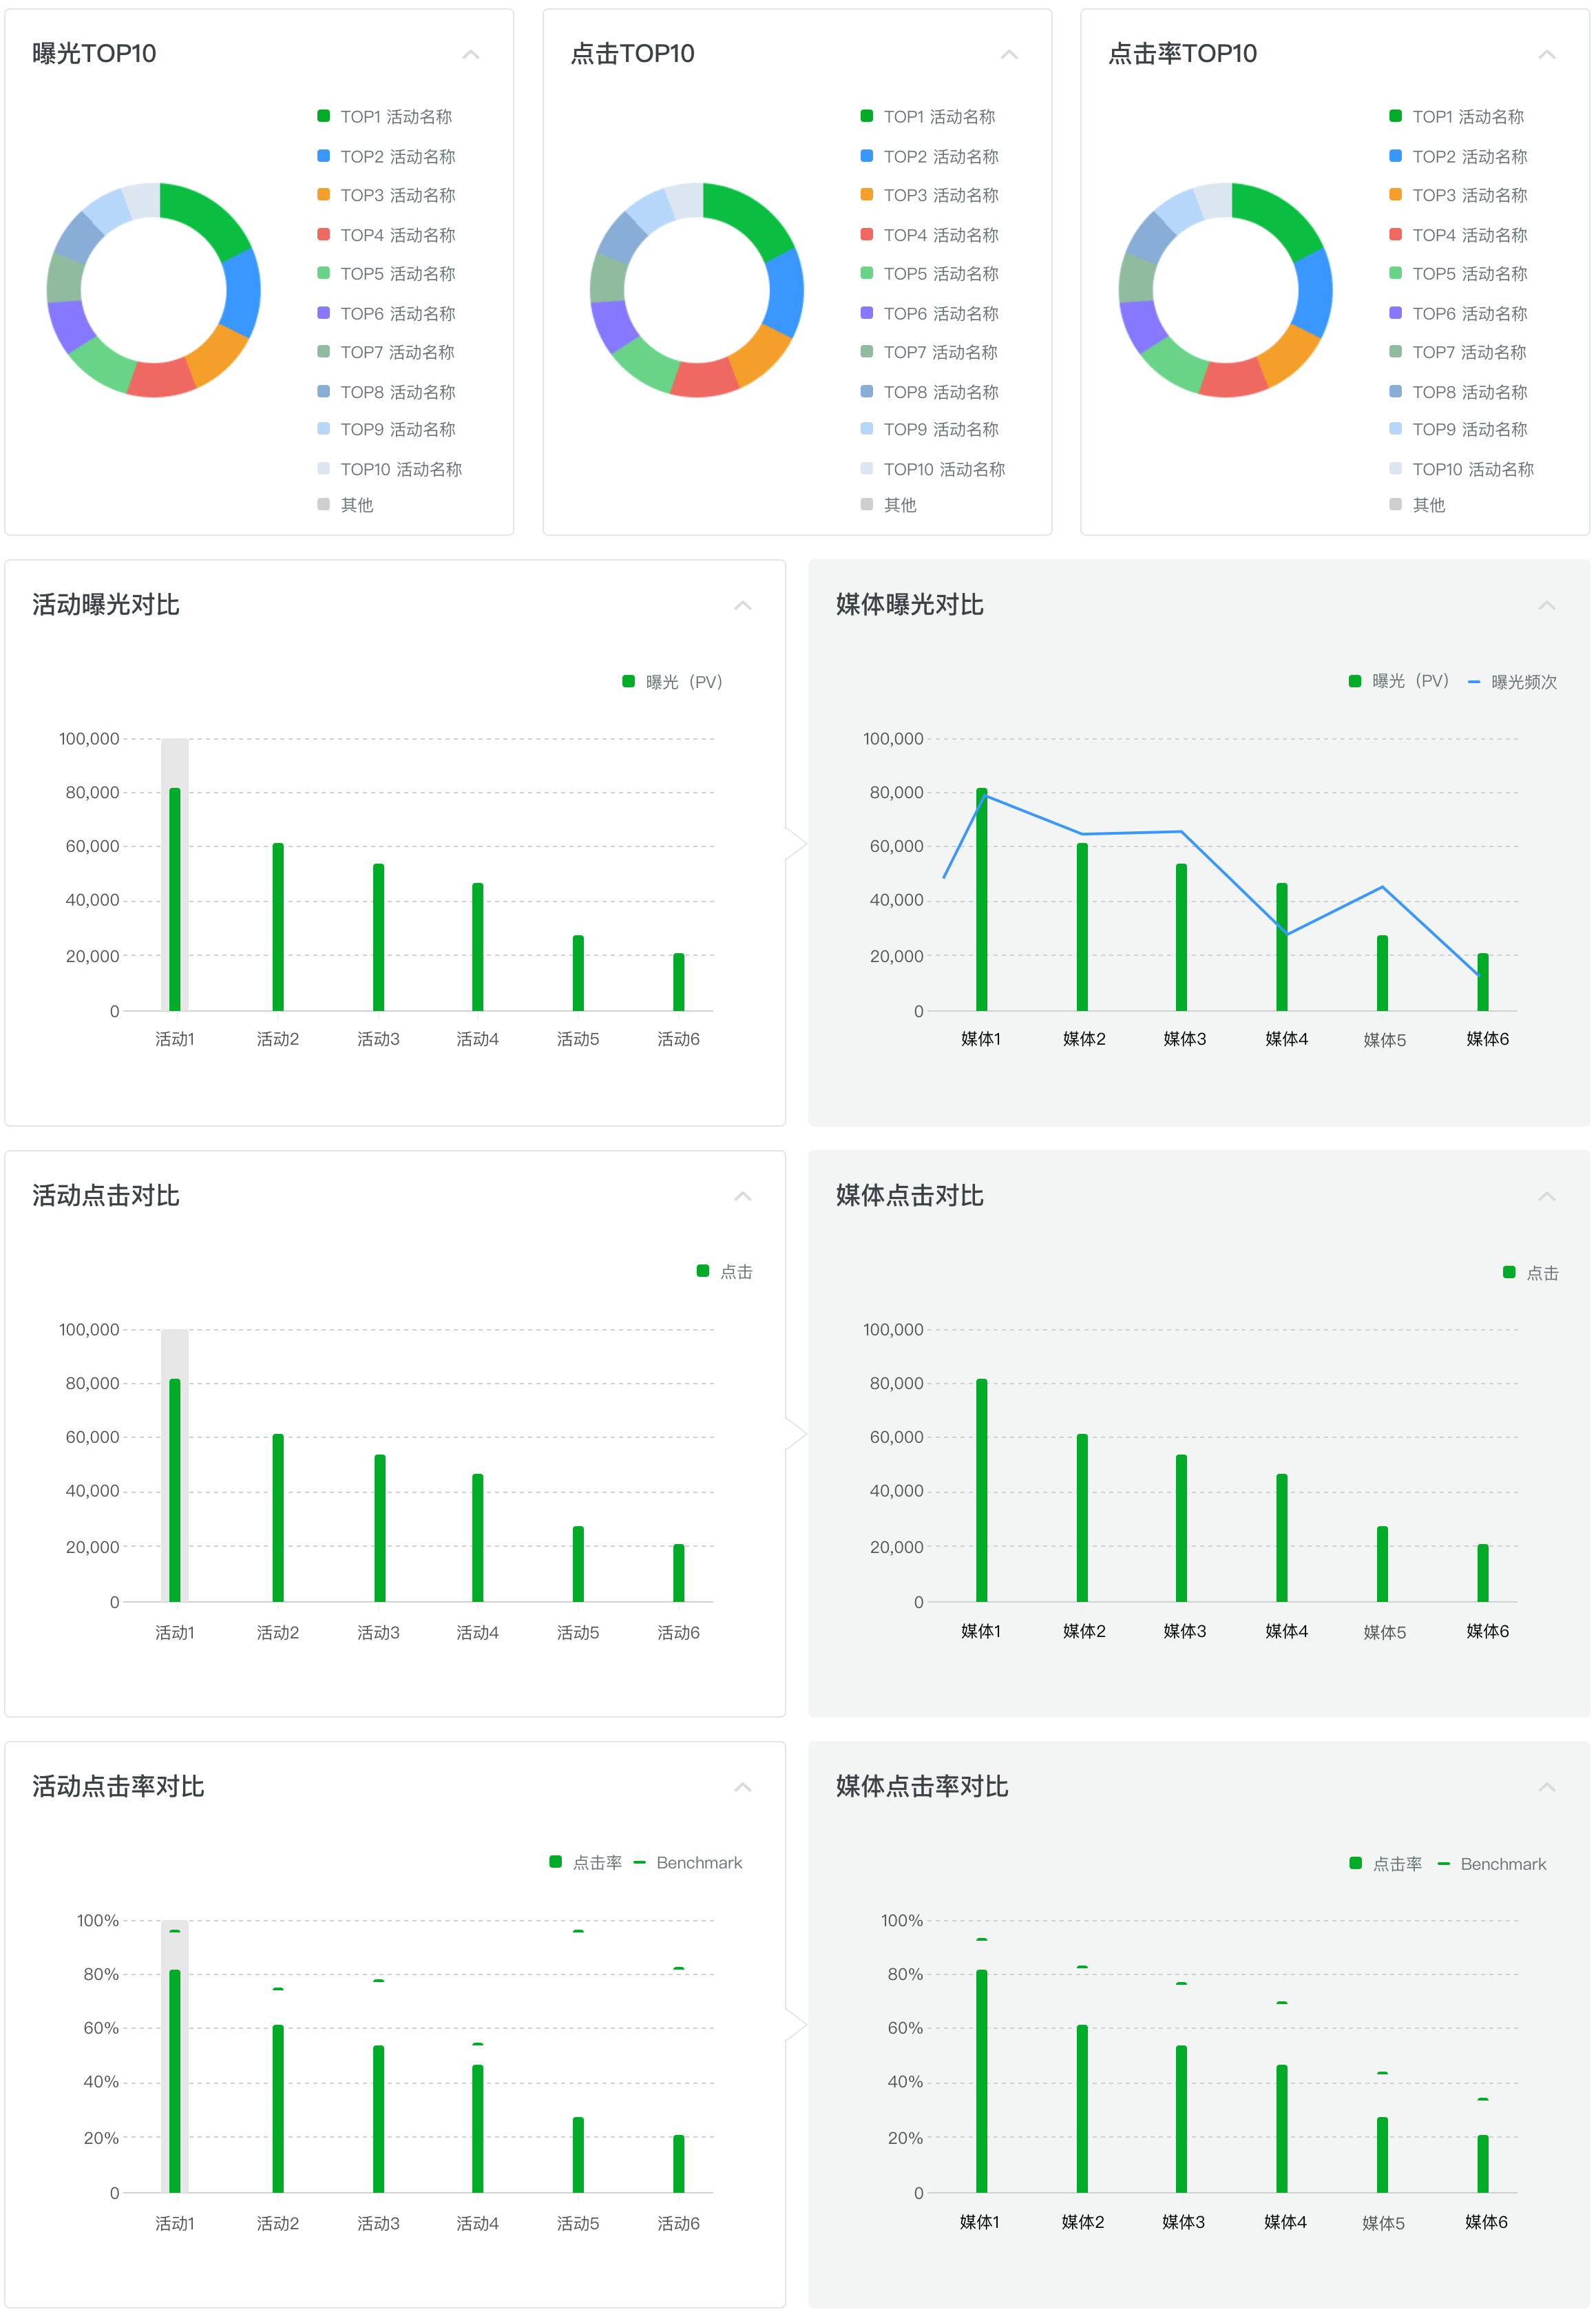 曝光TOP10
TOP1 活动名称
TOP2 活动名称
TOP3 活动名称
TOP4 活动名称
TOP5 活动名称
TOP6 活动名称
TOP7 活动名称
TOP8 活动名称
TOP9 活动名称
TOP10 活动名称
其他
点击TOP10
TOP1 活动名称
TOP2 活动名称
TOP3 活动名称
TOP4 活动名称
TOP5 活动名称
TOP6 活动名称
TOP7 活动名称
TOP8 活动名称
TOP9 活动名称
TOP10 活动名称
其他
点击率TOP10
TOP1 活动名称
TOP2 活动名称
TOP3 活动名称
TOP4 活动名称
TOP5 活动名称
TOP6 活动名称
TOP7 活动名称
TOP8 活动名称
TOP9 活动名称
TOP10 活动名称
其他
活动曝光对比
曝光（PV）
100,000
80,000
60,000
40,000
20,000
0
活动1 活动2 活动3 活动4 活动5 活动6
媒体曝光对比
曝光（PV） 曝光频次
100,000
80,000
60,000
40,000
20,000
0
媒体1 媒体2 媒体3 媒体4 媒体5 媒体6
活动点击对比
点击
100,000
80,000
60,000
40,000
20,000
0
活动1 活动2 活动3 活动4 活动5 活动6
媒体点击对比
点击
100,000
80,000
60,000
40,000
20,000
0
媒体1 媒体2 媒体3 媒体4 媒体5 媒体6
活动点击率对比
点击率 Benchmark
100%
80%
60%
40%
20%
0
活动1 活动2 活动3 活动4 活动5 活动6
媒体点击率对比
点击率 Benchmark
100%
80%
60%
40%
20%
0
媒体1 媒体2 媒体3 媒体4 媒体5 媒体6